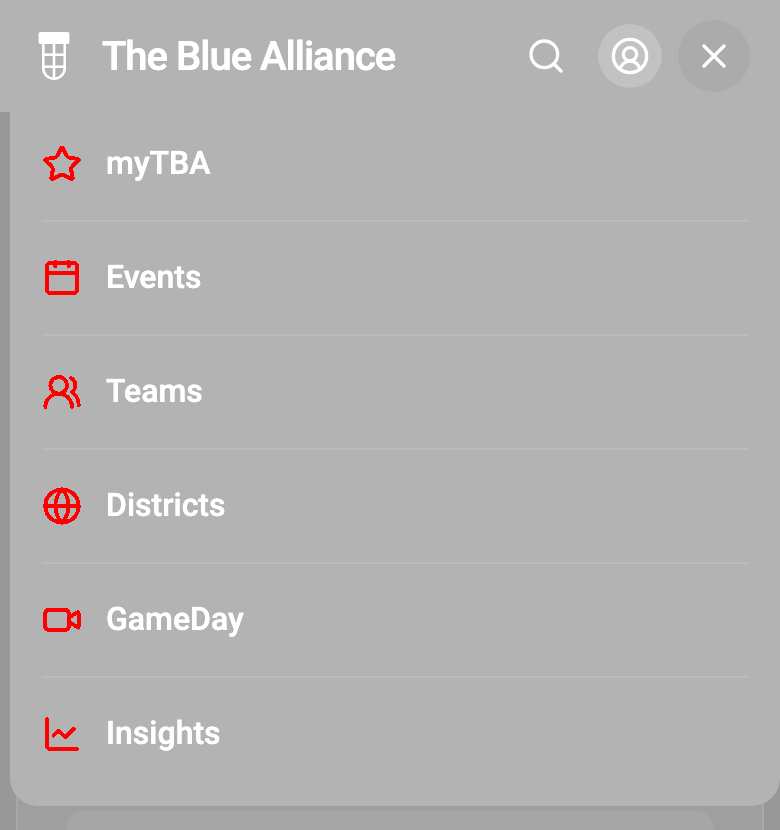 The Blue Alliance
myTBA
Events
Teams
Districts
GameDay
Insights